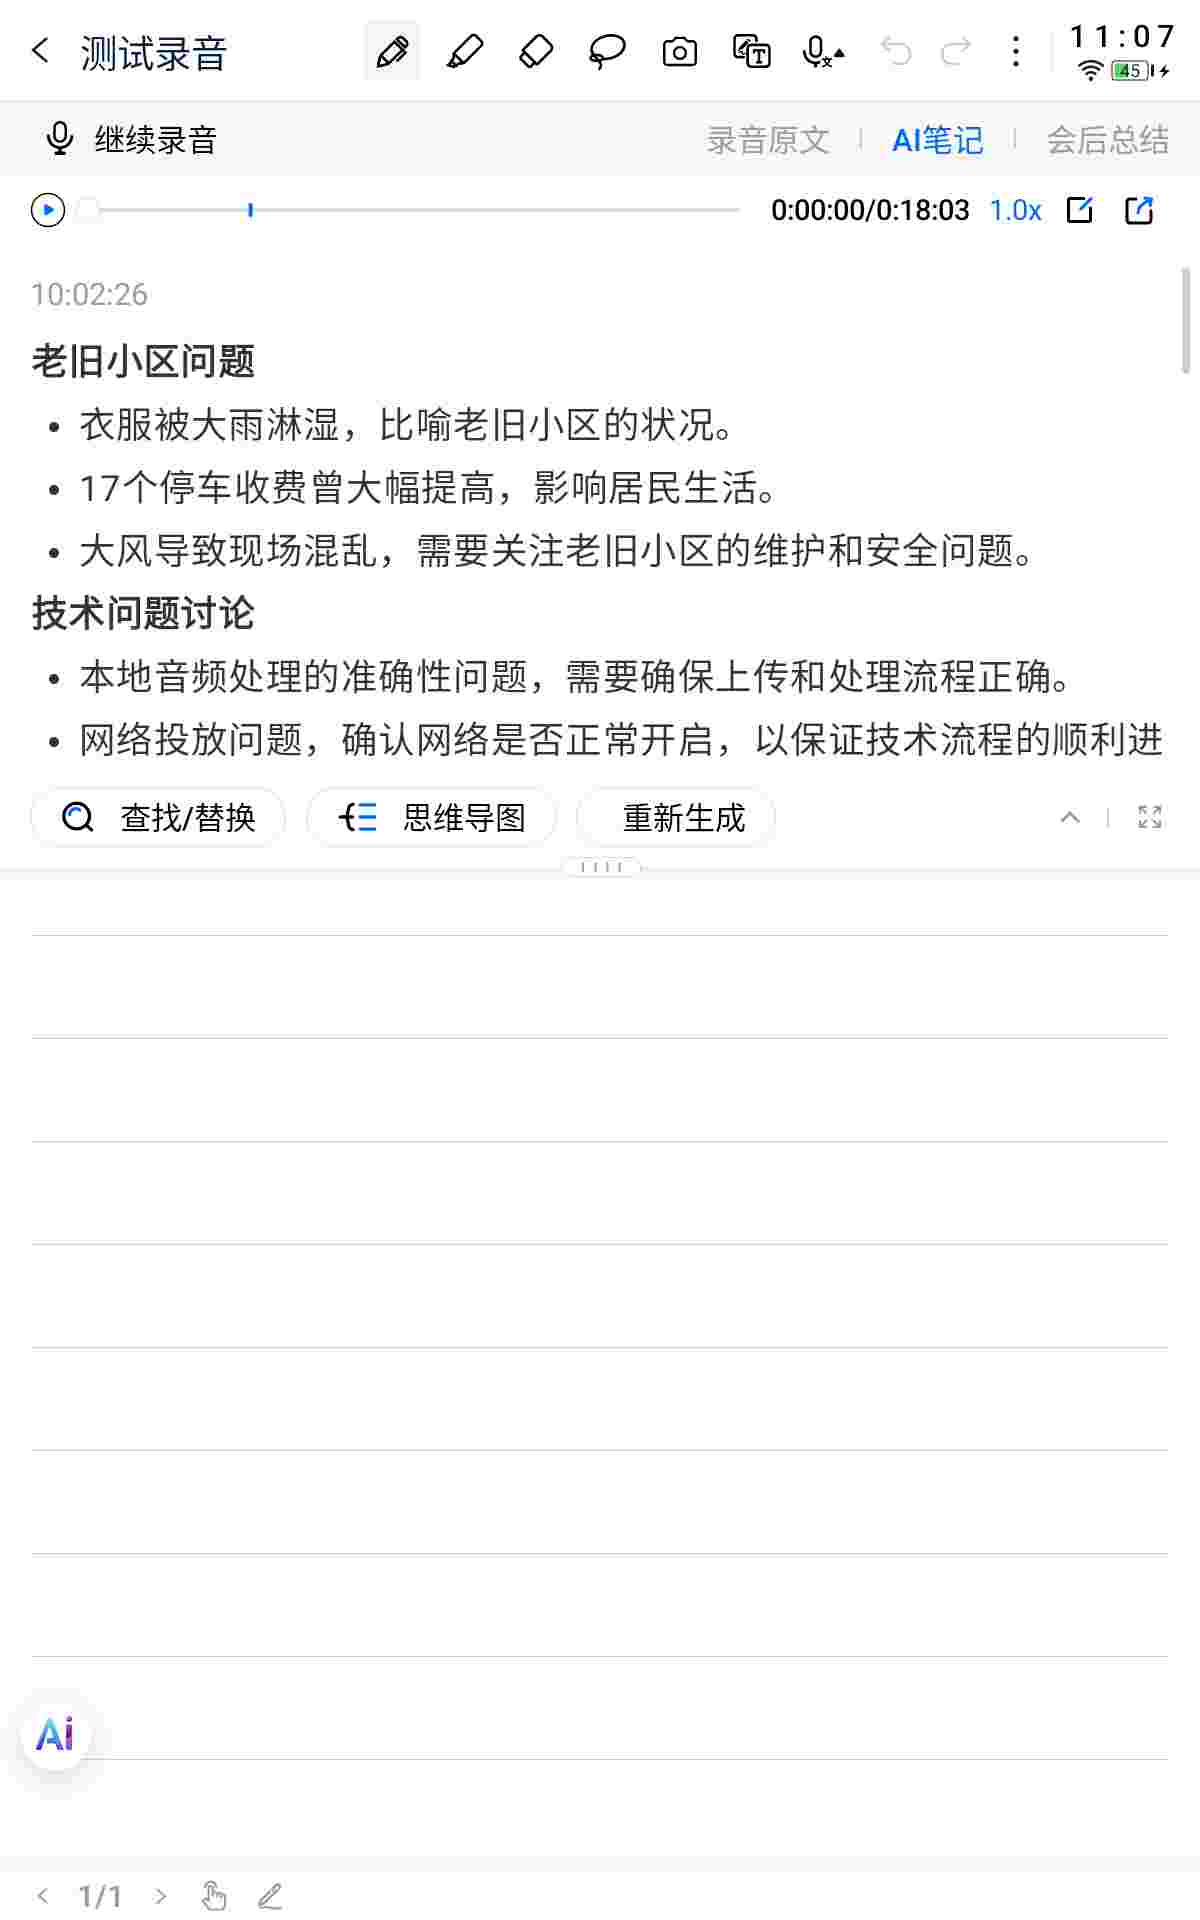 测试录音
11:07
45
继续录音
录音原文
AI笔记
会后总结
0:00:00/0:18:03
1.0x
10:02:26
老旧小区问题
• 衣服被大雨淋湿，比喻老旧小区的状况。
• 17个停车收费曾大幅提高，影响居民生活。
• 大风导致现场混乱，需要关注老旧小区的维护和安全问题。
技术问题讨论
• 本地音频处理的准确性问题，需要确保上传和处理流程正确。
• 网络投放问题，确认网络是否正常开启，以保证技术流程的顺利进
查找/替换
思维导图
重新生成
Ai
1/1